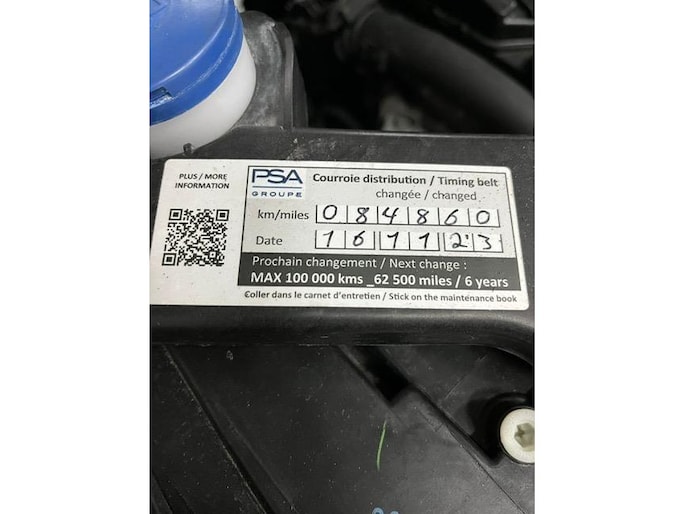 PLUS / MORE
INFORMATION
PSA
GROUPE
Courroie distribution / Timing belt
changée / changed
km/miles 084860
Date 161123
Prochain changement / Next change :
MAX 100 000 kms _62 500 miles / 6 years
Coller dans le carnet d'entretien / Stick on the maintenance book